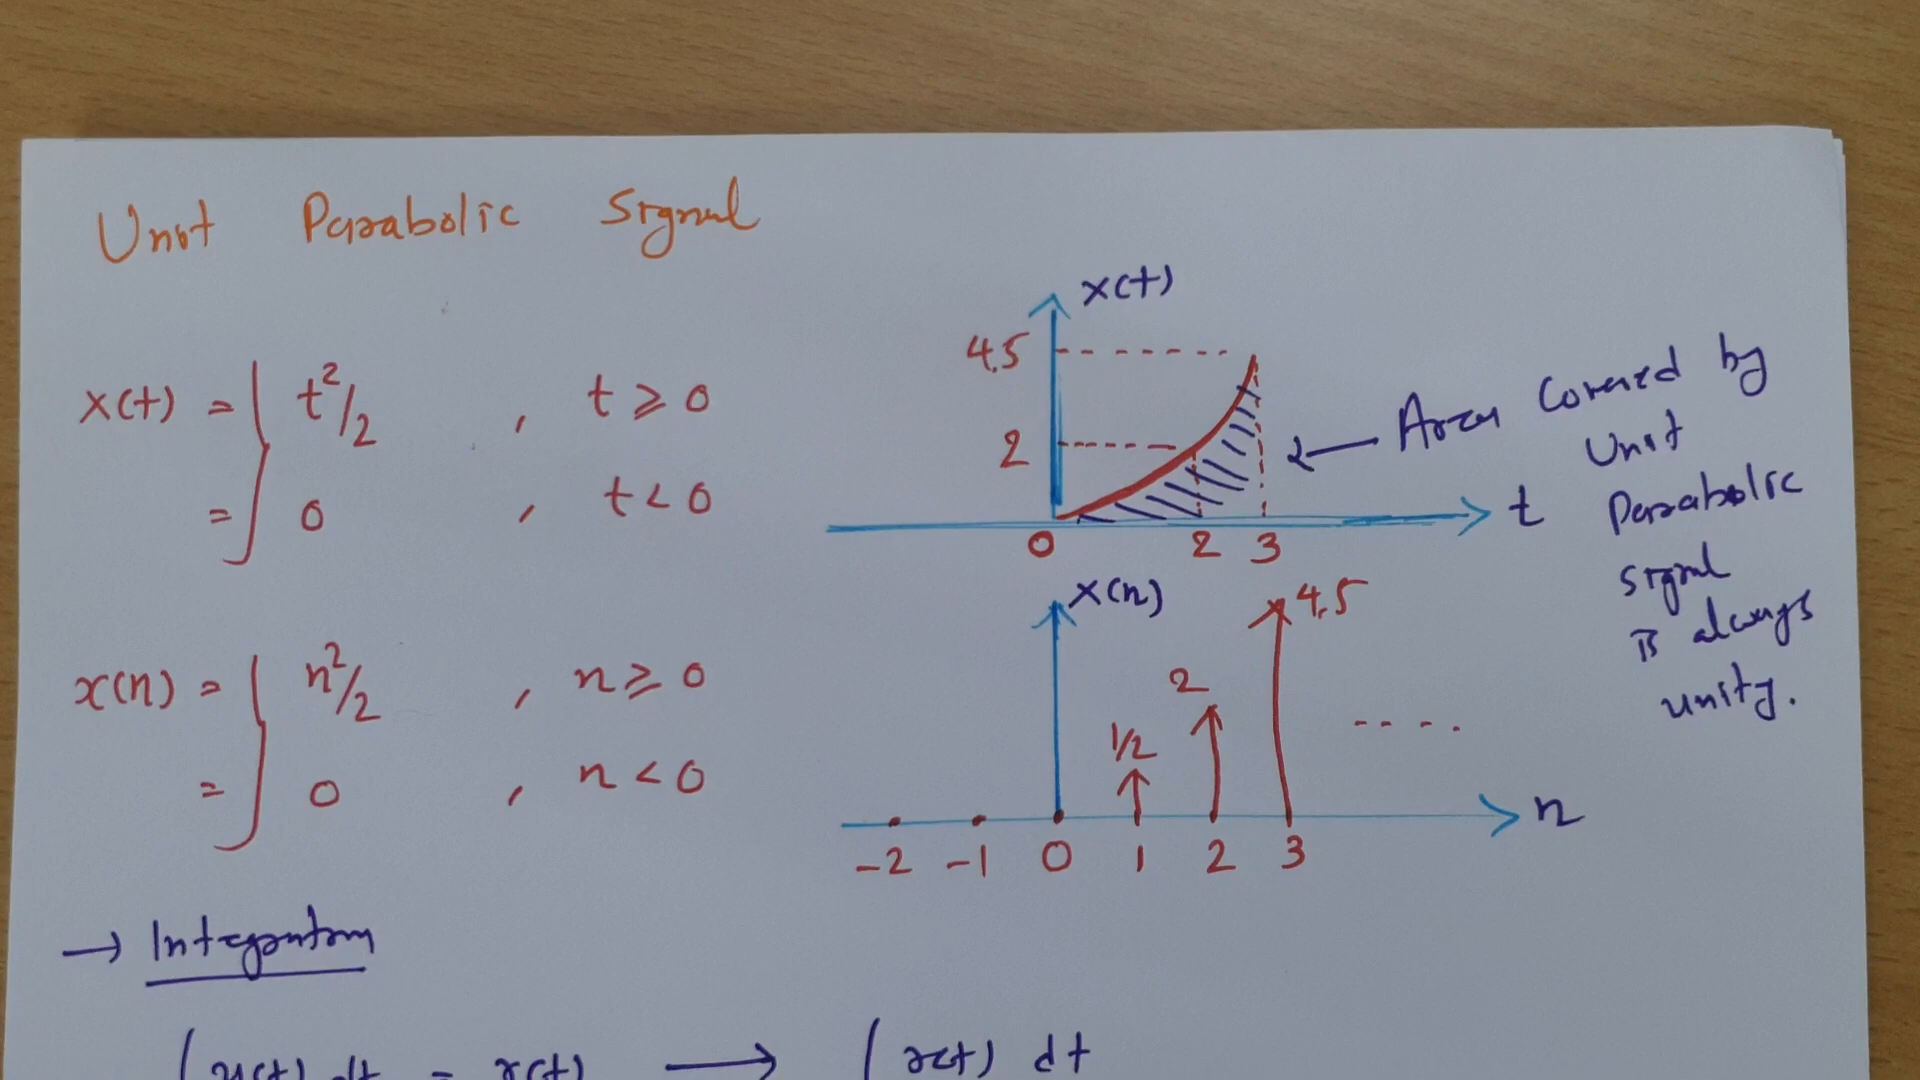 Unit Parabolic Signal
x(t) = { t²/2 , t ≥ 0
= 0 , t < 0
x(t)
4.5
2
0 2 3 t
Area Covered by
Unit
Parabolic
Signal
is always
unity.
x(n) = { n²/2 , n ≥ 0
= 0 , n < 0
x(n)
1/2 2 4.5 ----.
-2 -1 0 1 2 3 n
→ Integration
∫ u(t) dt = r(t) → ∫ r(t) dt